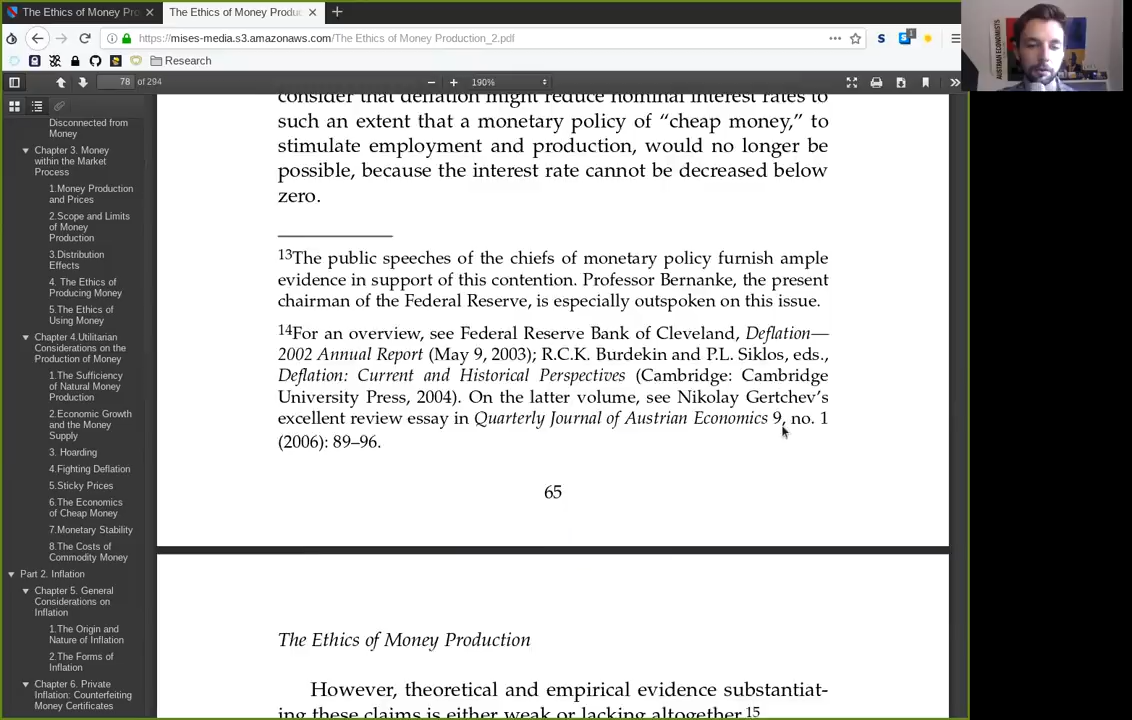 The Ethics of Money Pro
The Ethics of Money Produc
https://mises-media.s3.amazonaws.com/The Ethics of Money Production_2.pdf
Research
78 of 294
190%
Disconnected from
Money
Chapter 3. Money
within the Market
Process
1.Money Production
and Prices
2.Scope and Limits
of Money
Production
3.Distribution
Effects
4. The Ethics of
Producing Money
5.The Ethics of
Using Money
Chapter 4.Utilitarian
Considerations on the
Production of Money
1.The Sufficiency
of Natural Money
Production
2.Economic Growth
and the Money
Supply
3. Hoarding
4.Fighting Deflation
5.Sticky Prices
6.The Economics
of Cheap Money
7.Monetary Stability
8.The Costs of
Commodity Money
Part 2. Inflation
Chapter 5. General
Considerations on
Inflation
1.The Origin and
Nature of Inflation
2.The Forms of
Inflation
Chapter 6. Private
Inflation: Counterfeiting
Money Certificates
consider that deflation might reduce nominal interest rates to
such an extent that a monetary policy of “cheap money,” to
stimulate employment and production, would no longer be
possible, because the interest rate cannot be decreased below
zero.
13The public speeches of the chiefs of monetary policy furnish ample
evidence in support of this contention. Professor Bernanke, the present
chairman of the Federal Reserve, is especially outspoken on this issue.
14For an overview, see Federal Reserve Bank of Cleveland, Deflation—
2002 Annual Report (May 9, 2003); R.C.K. Burdekin and P.L. Siklos, eds.,
Deflation: Current and Historical Perspectives (Cambridge: Cambridge
University Press, 2004). On the latter volume, see Nikolay Gertchev’s
excellent review essay in Quarterly Journal of Austrian Economics 9, no. 1
(2006): 89–96.
65
The Ethics of Money Production
However, theoretical and empirical evidence substantiat-
ing these claims is either weak or lacking altogether.15
AUSTRIAN ECONOMISTS